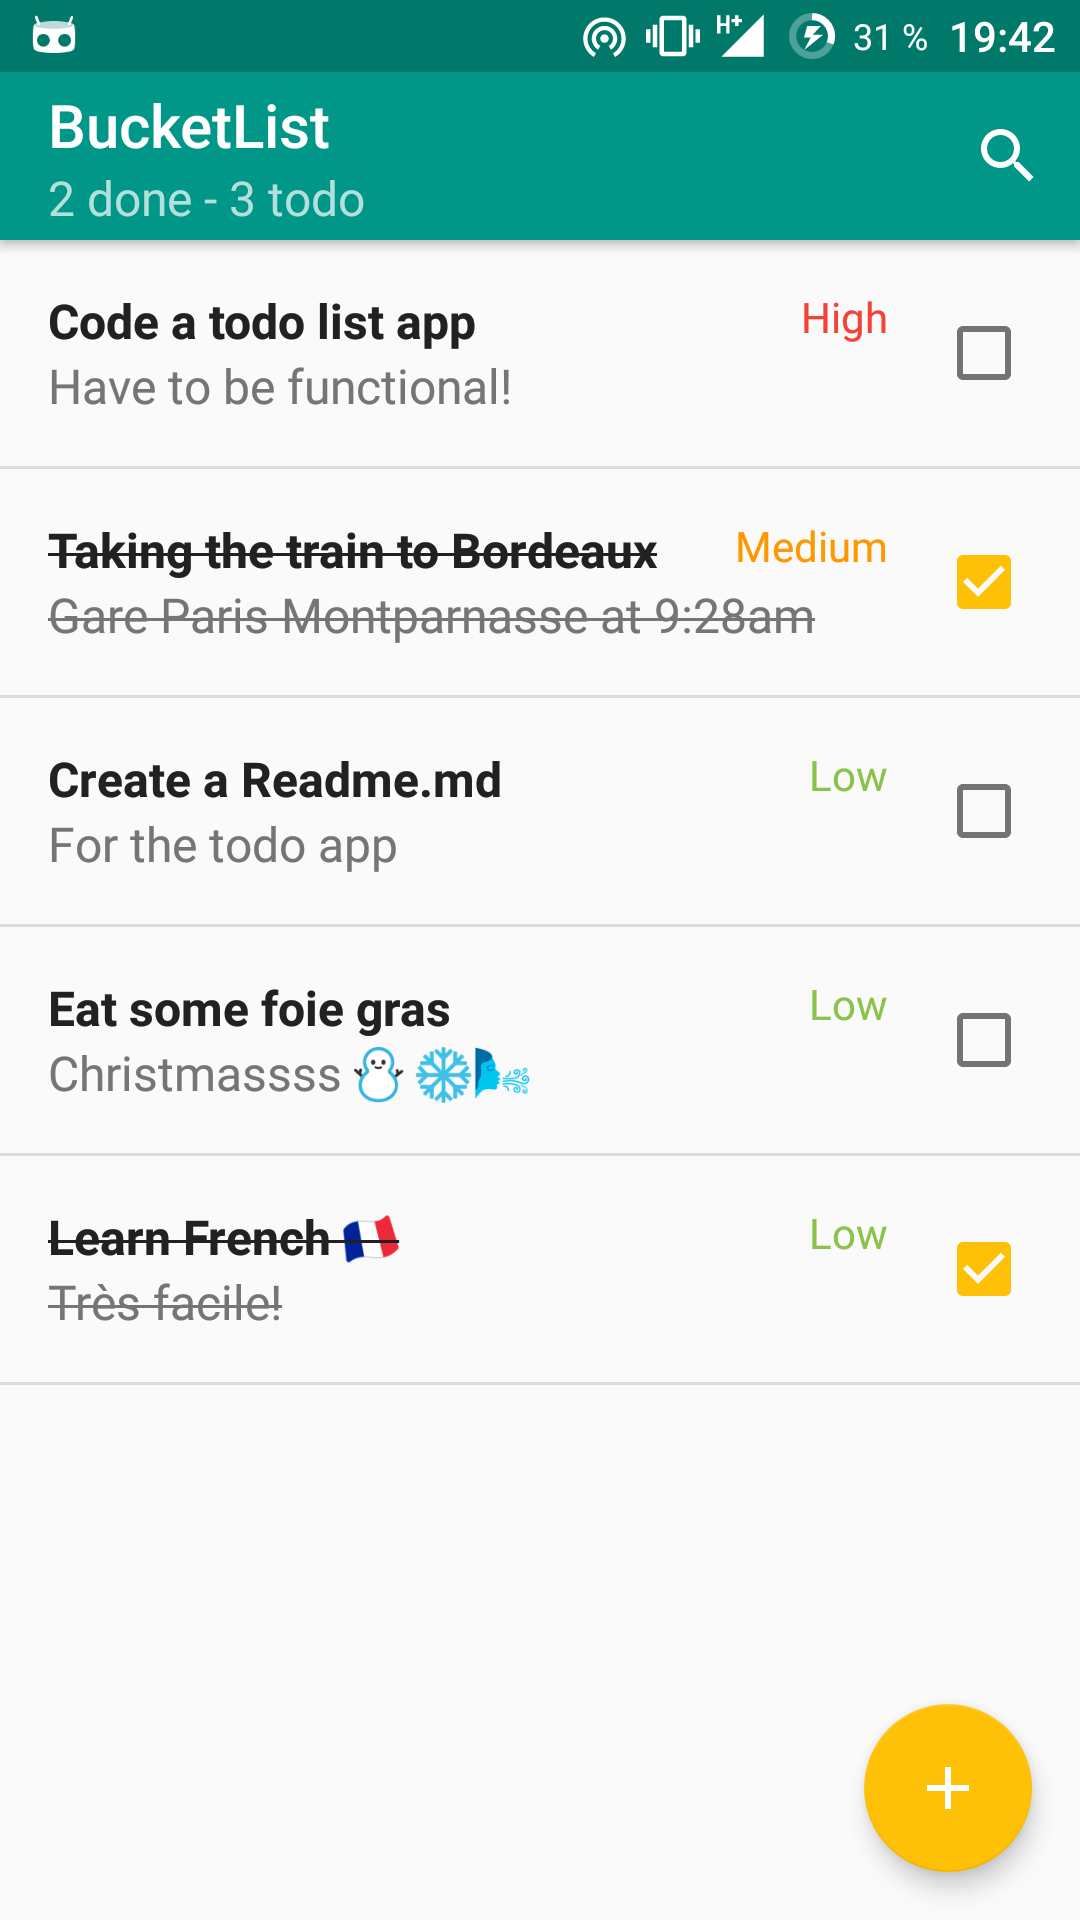 H+ 31 % 19:42
BucketList
2 done - 3 todo
Code a todo list app High
Have to be functional!
Taking the train to Bordeaux Medium
Gare Paris Montparnasse at 9:28am
Create a Readme.md Low
For the todo app
Eat some foie gras Low
Christmassss ⛄❄🌬
Learn French 🇫🇷 Low
Très facile!